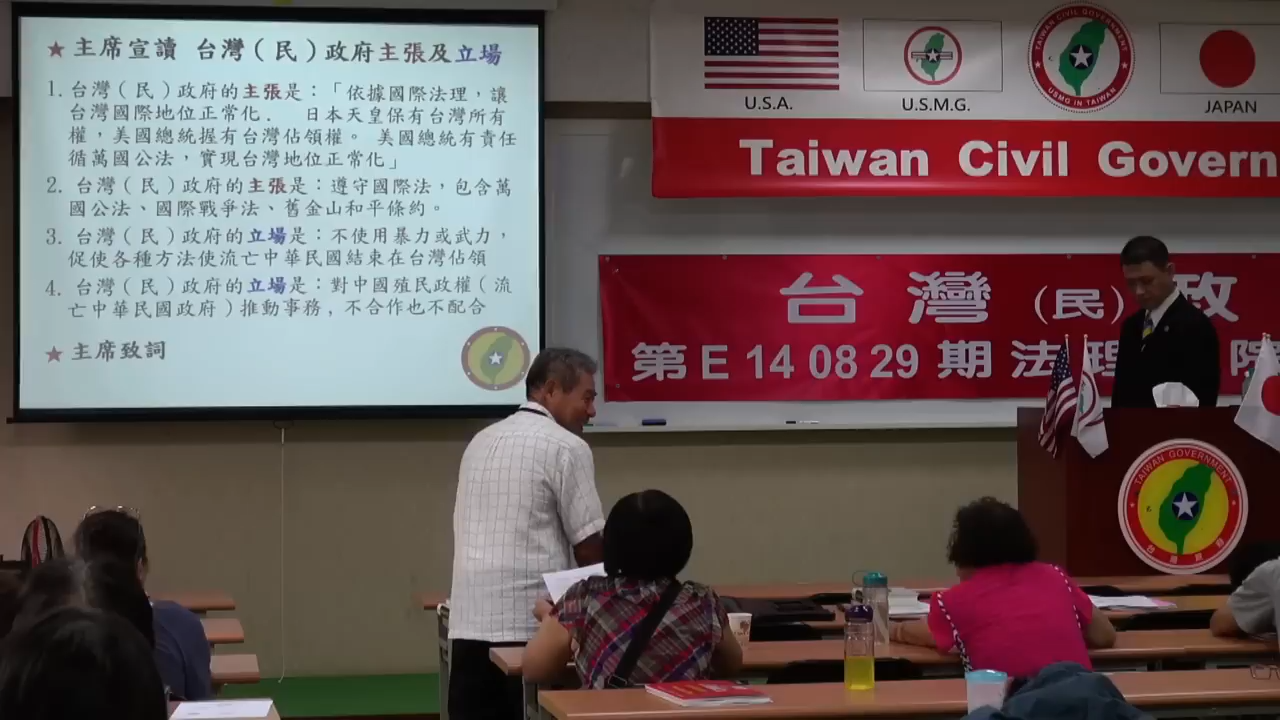 ★ 主席宣讀 台灣(民)政府主張及立場
1. 台灣(民)政府的主張是:「依據國際法理,讓
台灣國際地位正常化. 日本天皇保有台灣所有
權,美國總統握有台灣佔領權。 美國總統有責任
循萬國公法,實現台灣地位正常化」
2. 台灣(民)政府的主張是:遵守國際法,包含萬
國公法、國際戰爭法、舊金山和平條約。
3. 台灣(民)政府的立場是:不使用暴力或武力,
促使各種方法使流亡中華民國結束在台灣佔領
4. 台灣(民)政府的立場是:對中國殖民政權(流
亡中華民國政府)推動事務,不合作也不配合
★ 主席致詞
U.S.A.
U.S.M.G.
TAIWAN CIVIL GOVERNMENT
USMG IN TAIWAN
JAPAN
Taiwan Civil Govern
台灣(民)政
第E 14 08 29 期法理 院
TAIWAN GOVERNMENT
台灣政府